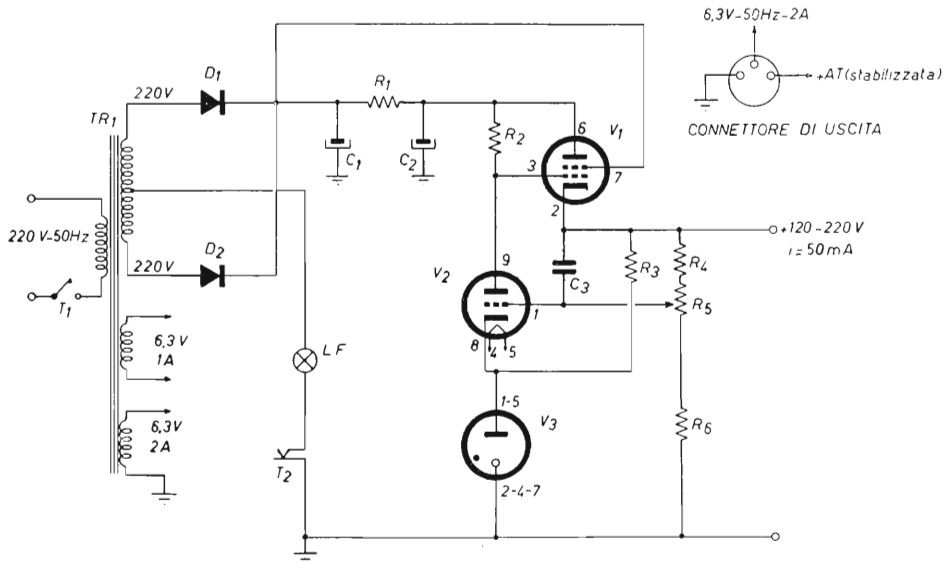 6,3V-50Hz-2A
+AT(stabilizzata)
CONNETTORE DI USCITA
TR1
220V
D1
R1
C1
C2
R2
6
V1
3
7
2
220V-50Hz
T1
220V
D2
+120-220V
i=50mA
9
V2
C3
R3
R4
R5
1
8
4
5
6,3V
1A
LF
6,3V
2A
1-5
V3
R6
T2
2-4-7